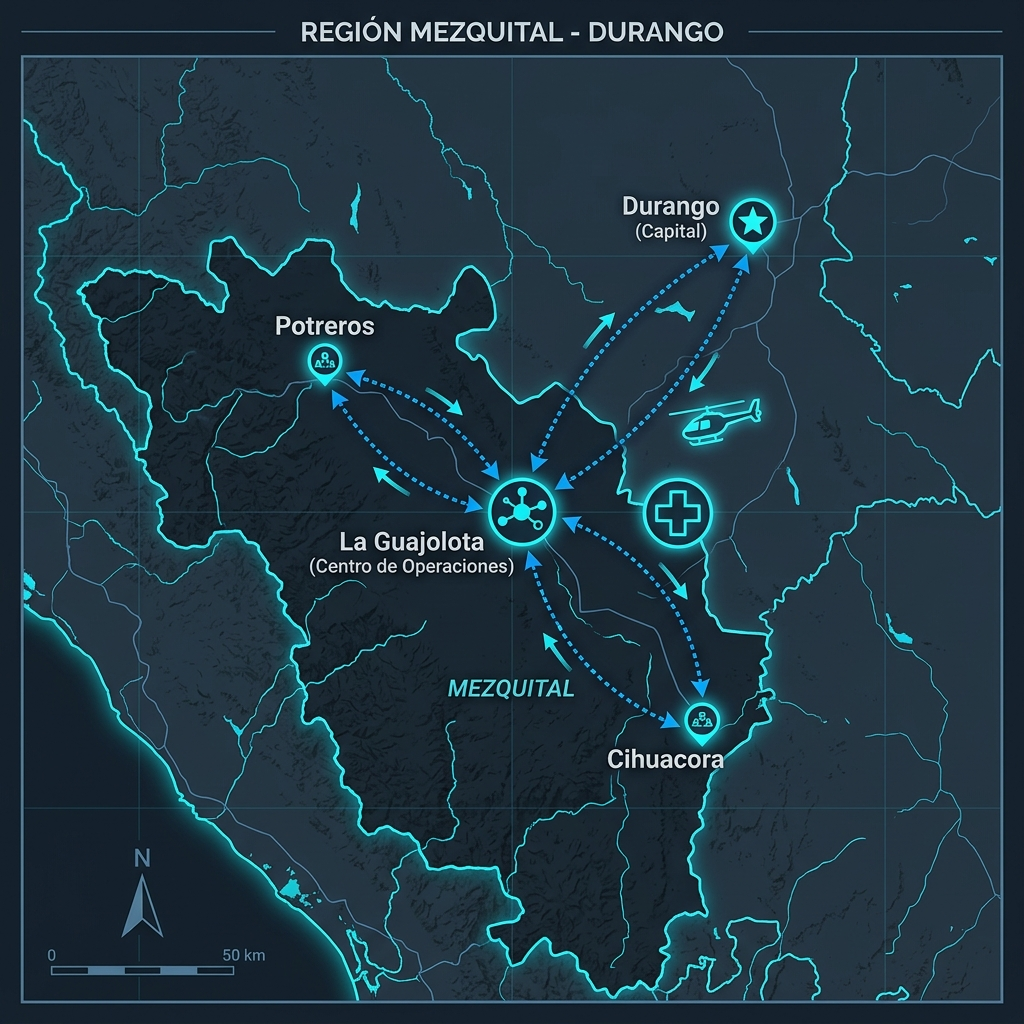 REGIÓN MEZQUITAL - DURANGO
Durango
(Capital)
Potreros
La Guajolota
(Centro de Operaciones)
MEZQUITAL
Cihuacora
N
0
50 km